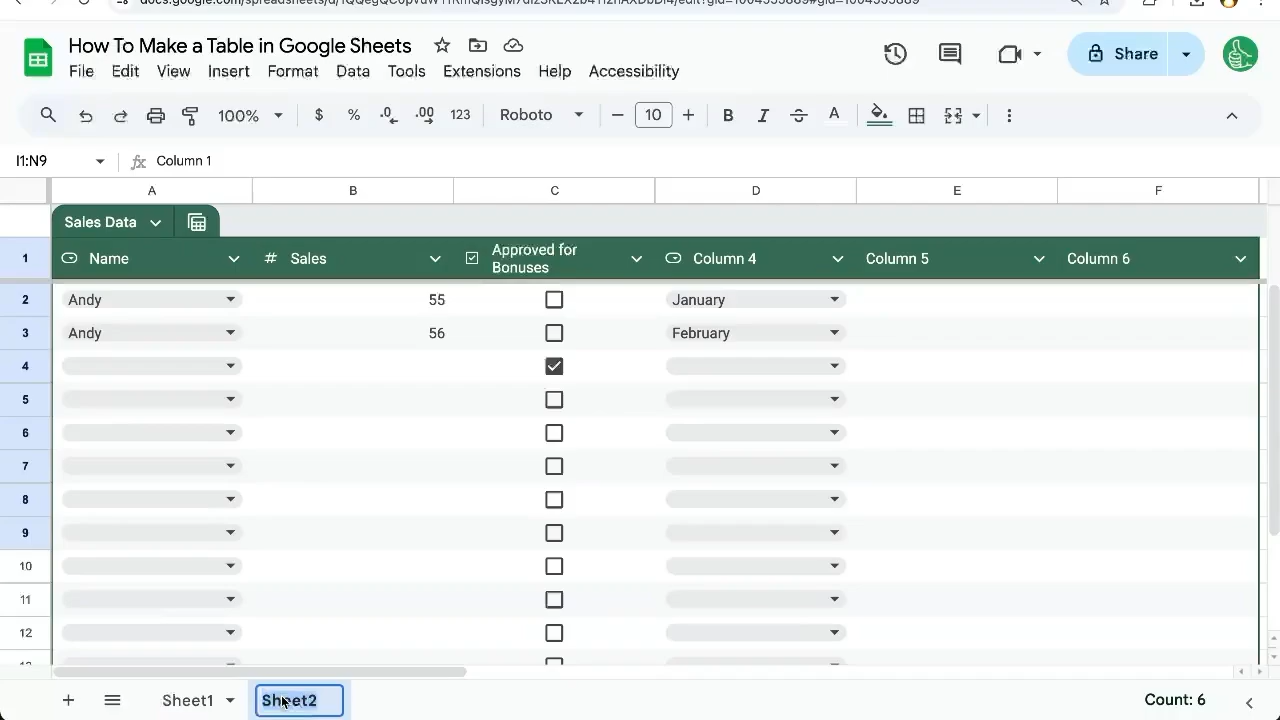 How To Make a Table in Google Sheets
File Edit View Insert Format Data Tools Extensions Help Accessibility
Share
100% $ % .0 .00 123 Roboto 10 B I S A
I1:N9 fx Column 1
A B C D E F
Sales Data
1 Name # Sales Approved for Bonuses Column 4 Column 5 Column 6
2 Andy 55 January
3 Andy 56 February
4
5
6
7
8
9
10
11
12
Sheet1 Sheet2 Count: 6